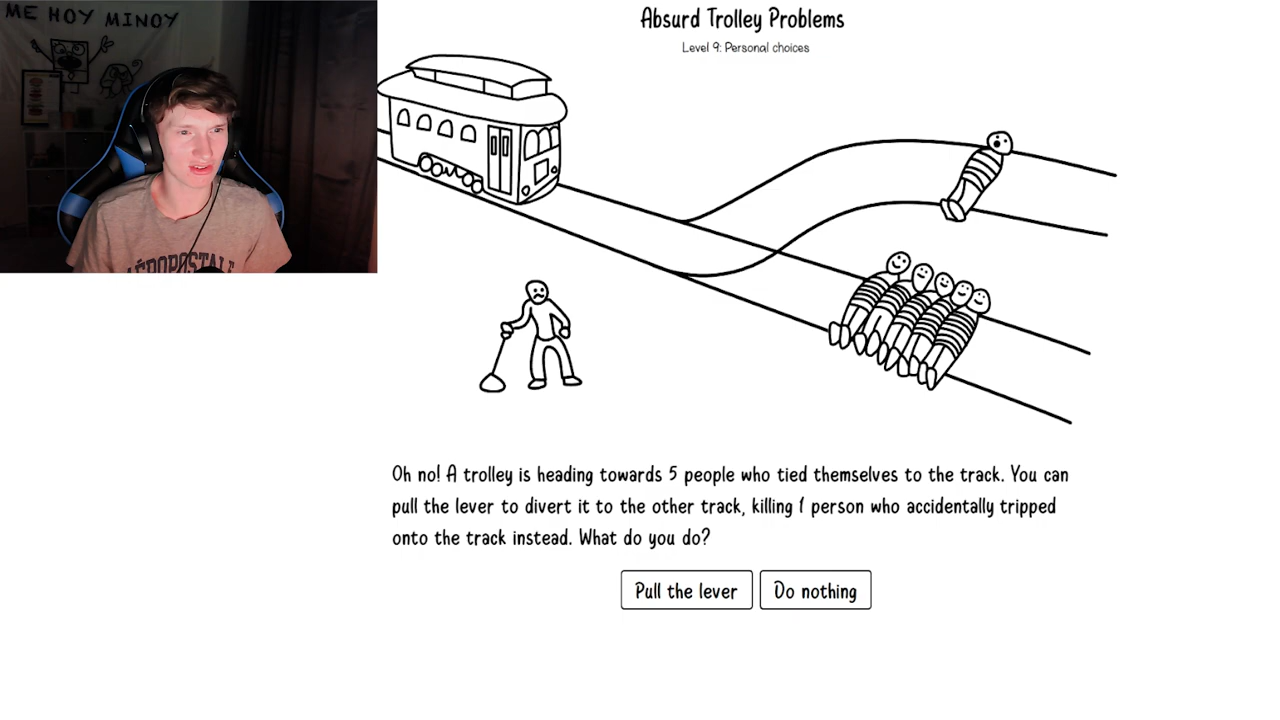 ME HOY MINOY
Absurd Trolley Problems
Level 9: Personal choices
AÉROPOSTALE
Oh no! A trolley is heading towards 5 people who tied themselves to the track. You can
pull the lever to divert it to the other track, killing 1 person who accidentally tripped
onto the track instead. What do you do?
Pull the lever
Do nothing